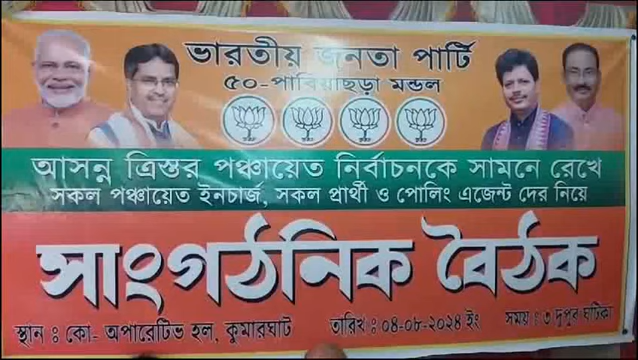 ভারতীয় জনতা পার্টি
৫০-পাবিয়াছড়া মন্ডল
আসন্ন ত্রিস্তর পঞ্চায়েত নির্বাচনকে সামনে রেখে
সকল পঞ্চায়েত ইনচার্জ, সকল প্রার্থী ও পোলিং এজেন্ট দের নিয়ে
সাংগঠনিক বৈঠক
স্থান : কো- অপারেটিভ হল, কুমারঘাট তারিখ : ০৪-০৮-২০২৪ ইং সময় : ৩ দুপুর ঘটিকা